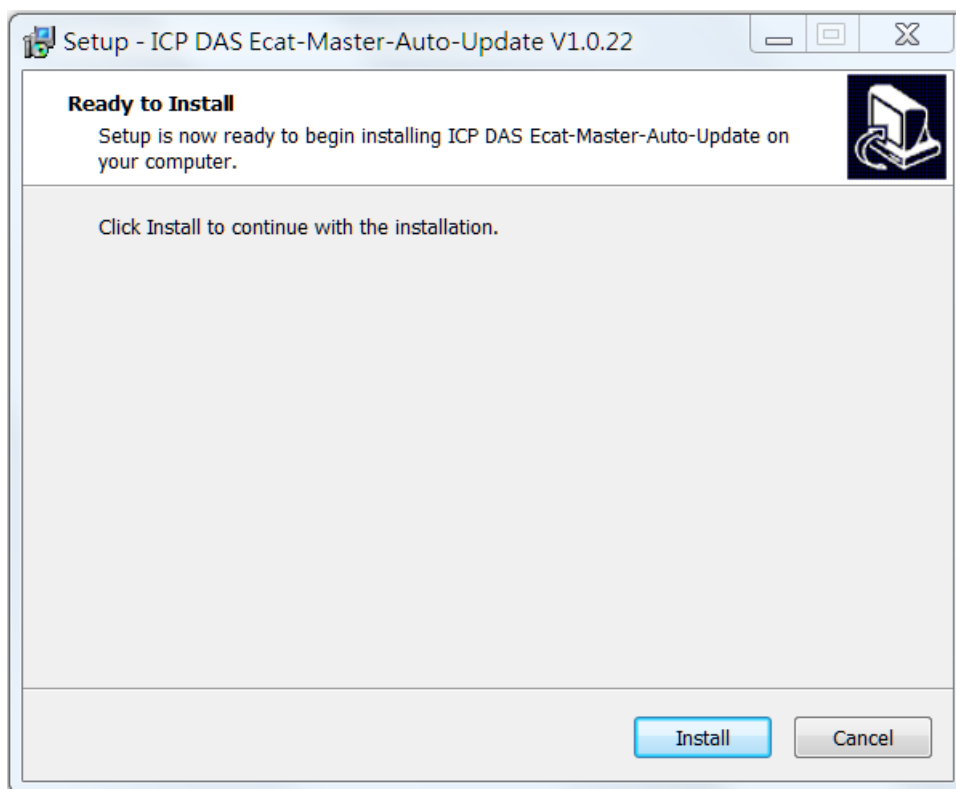 Setup - ICP DAS Ecat-Master-Auto-Update V1.0.22
Ready to Install
Setup is now ready to begin installing ICP DAS Ecat-Master-Auto-Update on
your computer.
Click Install to continue with the installation.
Install
Cancel